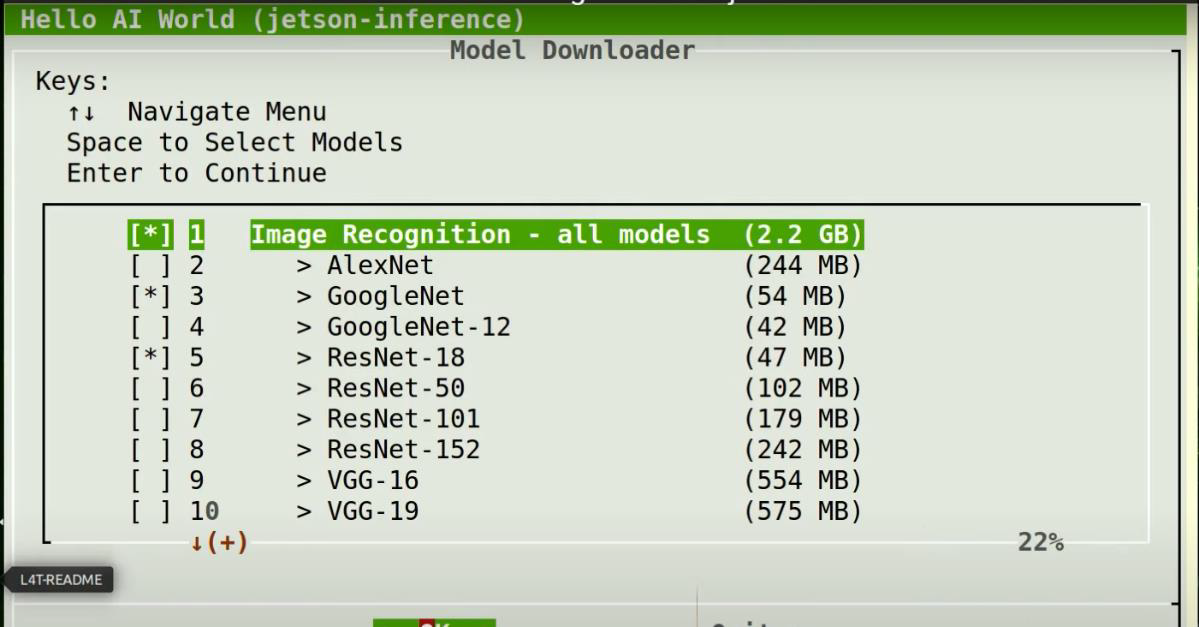 Hello AI World (jetson-inference)
Model Downloader
Keys:
↑↓ Navigate Menu
Space to Select Models
Enter to Continue
[*] 1 Image Recognition - all models (2.2 GB)
[ ] 2 > AlexNet (244 MB)
[*] 3 > GoogleNet (54 MB)
[ ] 4 > GoogleNet-12 (42 MB)
[*] 5 > ResNet-18 (47 MB)
[ ] 6 > ResNet-50 (102 MB)
[ ] 7 > ResNet-101 (179 MB)
[ ] 8 > ResNet-152 (242 MB)
[ ] 9 > VGG-16 (554 MB)
[ ] 10 > VGG-19 (575 MB)
↓(+) 22%
L4T-README